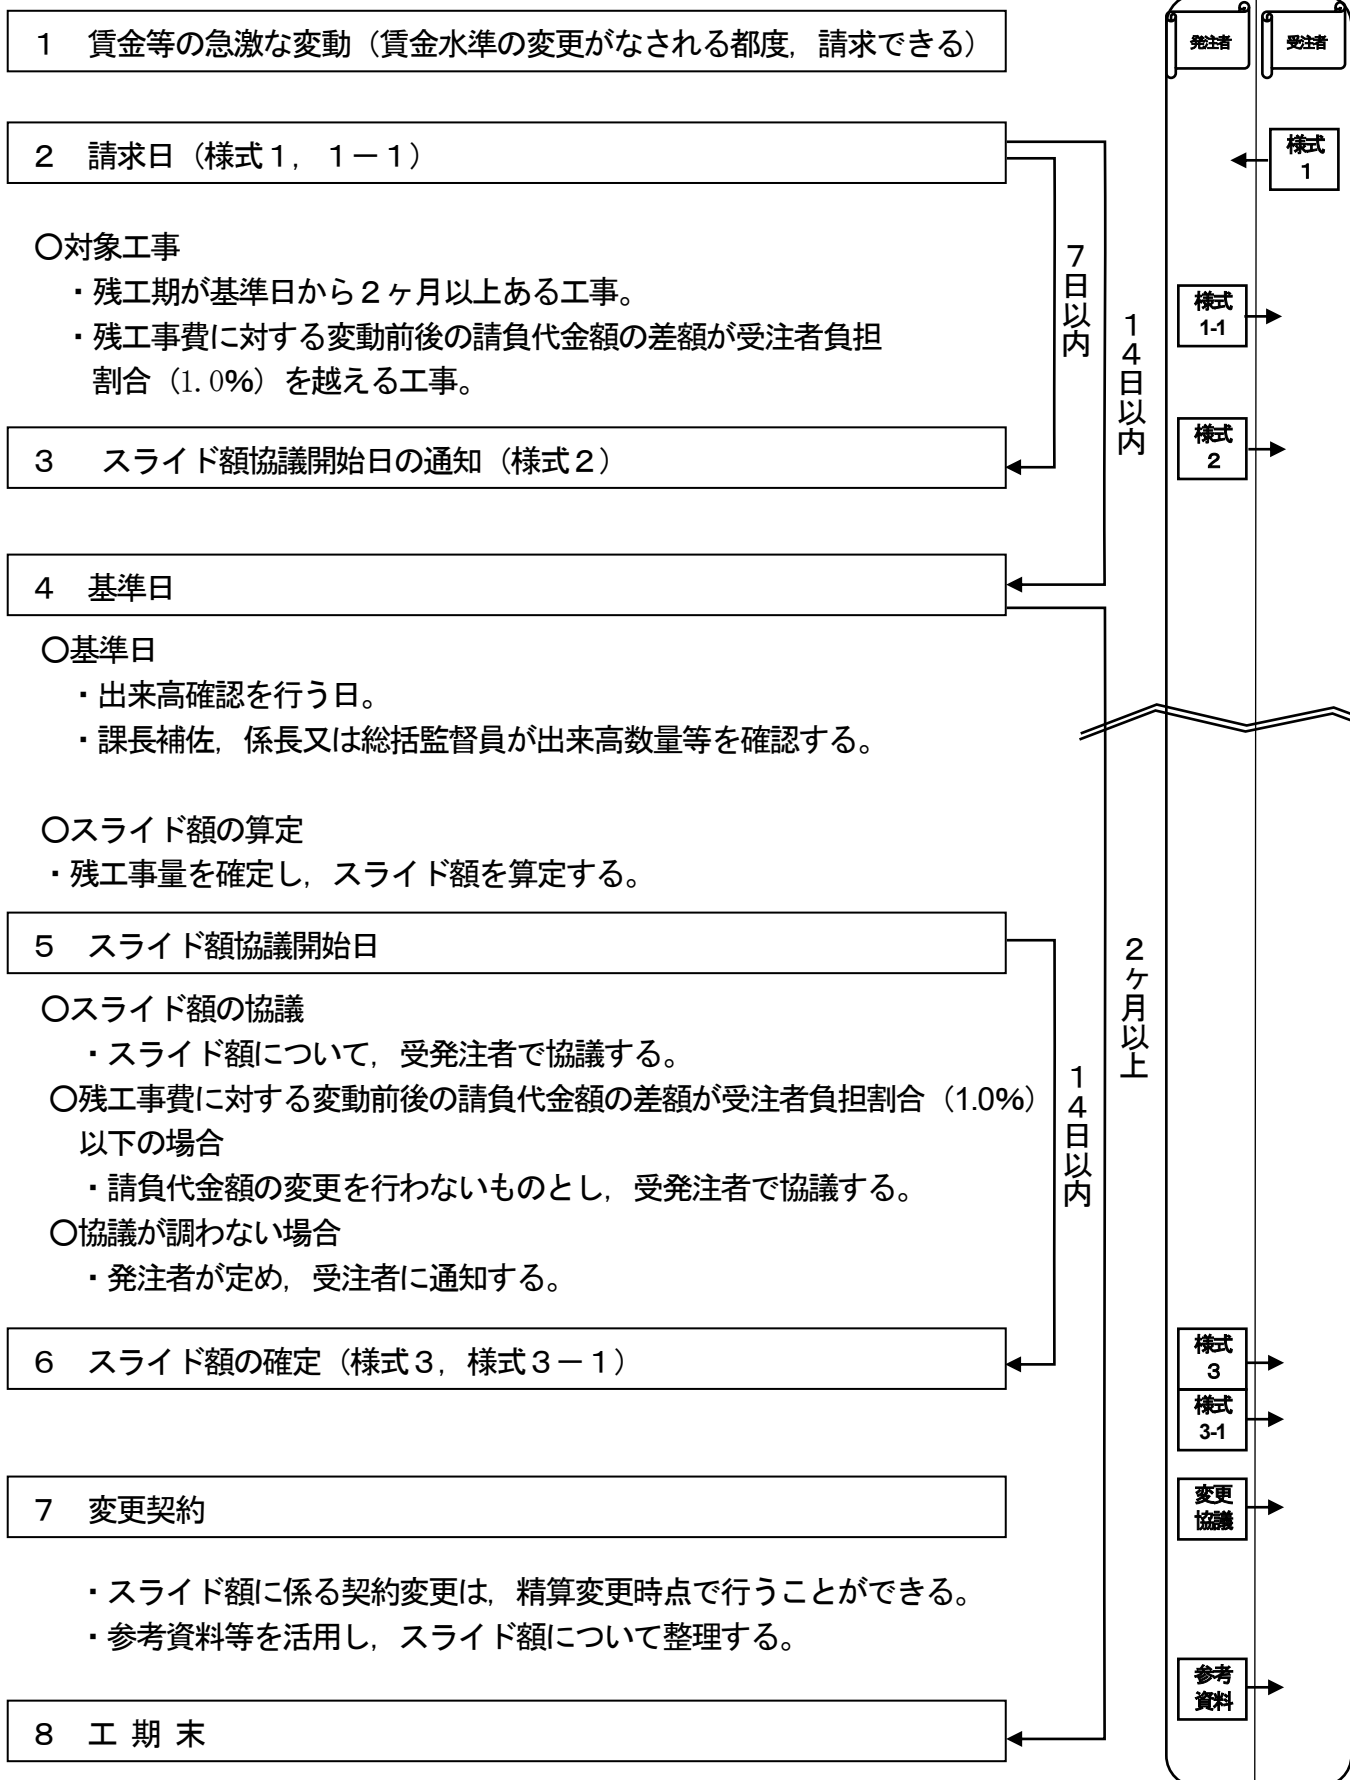 １　賃金等の急激な変動（賃金水準の変更がなされる都度，請求できる）
２　請求日（様式１，１－１）
〇対象工事
・残工期が基準日から２ヶ月以上ある工事。
・残工事費に対する変動前後の請負代金額の差額が受注者負担
割合（1.0%）を越える工事。
３　スライド額協議開始日の通知（様式２）
７日以内
１４日以内
４　基準日
〇基準日
・出来高確認を行う日。
・課長補佐，係長又は総括監督員が出来高数量等を確認する。
〇スライド額の算定
・残工事量を確定し，スライド額を算定する。
５　スライド額協議開始日
〇スライド額の協議
・スライド額について，受発注者で協議する。
〇残工事費に対する変動前後の請負代金額の差額が受注者負担割合（1.0%）
以下の場合
・請負代金額の変更を行わないものとし，受発注者で協議する。
〇協議が調わない場合
・発注者が定め，受注者に通知する。
１４日以内
２ヶ月以上
６　スライド額の確定（様式３，様式３－１）
７　変更契約
・スライド額に係る契約変更は，精算変更時点で行うことができる。
・参考資料等を活用し，スライド額について整理する。
８　工 期 末
発注者
受注者
様式
1
様式
1-1
様式
2
様式
3
様式
3-1
変更
協議
参考
資料